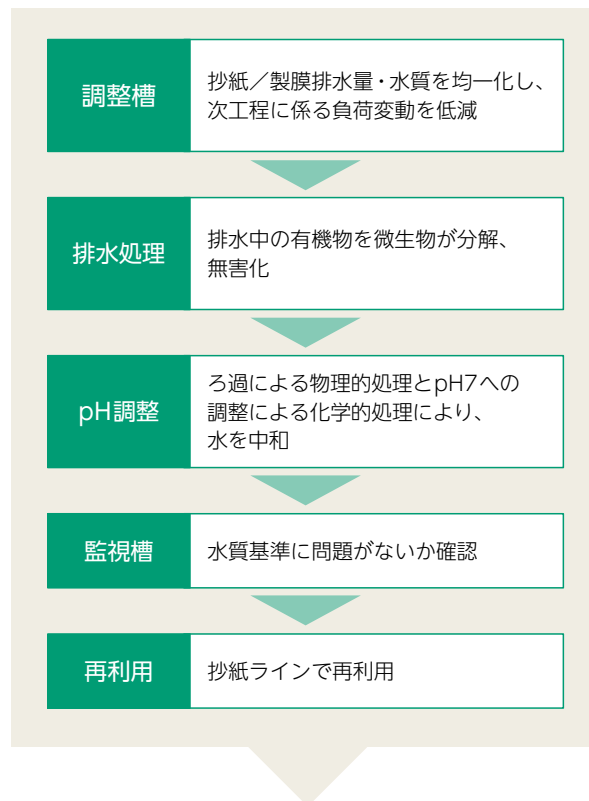 調整槽
抄紙／製膜排水量・水質を均一化し、
次工程に係る負荷変動を低減
排水処理
排水中の有機物を微生物が分解、
無害化
pH調整
ろ過による物理的処理とpH7への
調整による化学的処理により、
水を中和
監視槽
水質基準に問題がないか確認
再利用
抄紙ラインで再利用